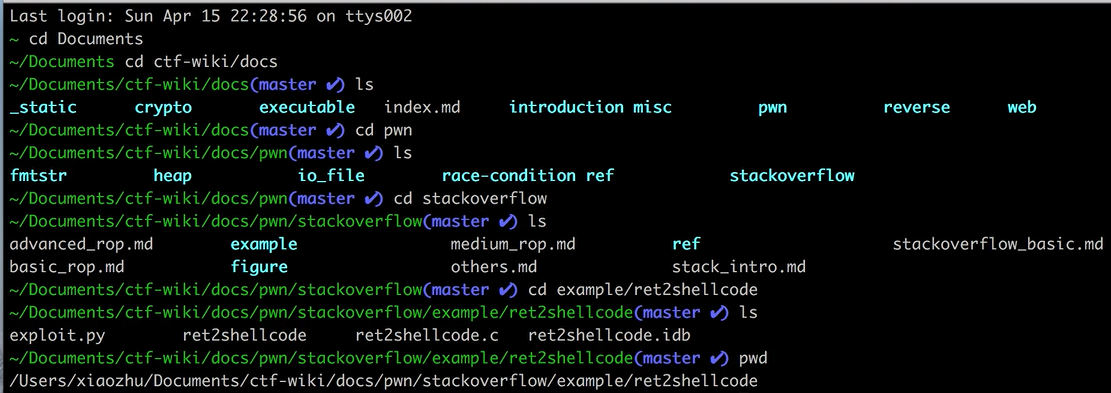 Last login: Sun Apr 15 22:28:56 on ttys002
~ cd Documents
~/Documents cd ctf-wiki/docs
~/Documents/ctf-wiki/docs(master ✔) ls
_static crypto executable index.md introduction misc pwn reverse web
~/Documents/ctf-wiki/docs(master ✔) cd pwn
~/Documents/ctf-wiki/docs/pwn(master ✔) ls
fmtstr heap io_file race-condition ref stackoverflow
~/Documents/ctf-wiki/docs/pwn(master ✔) cd stackoverflow
~/Documents/ctf-wiki/docs/pwn/stackoverflow(master ✔) ls
advanced_rop.md example medium_rop.md ref stackoverflow_basic.md
basic_rop.md figure others.md stack_intro.md
~/Documents/ctf-wiki/docs/pwn/stackoverflow(master ✔) cd example/ret2shellcode
~/Documents/ctf-wiki/docs/pwn/stackoverflow/example/ret2shellcode(master ✔) ls
exploit.py ret2shellcode ret2shellcode.c ret2shellcode.idb
~/Documents/ctf-wiki/docs/pwn/stackoverflow/example/ret2shellcode(master ✔) pwd
/Users/xiaozhu/Documents/ctf-wiki/docs/pwn/stackoverflow/example/ret2shellcode